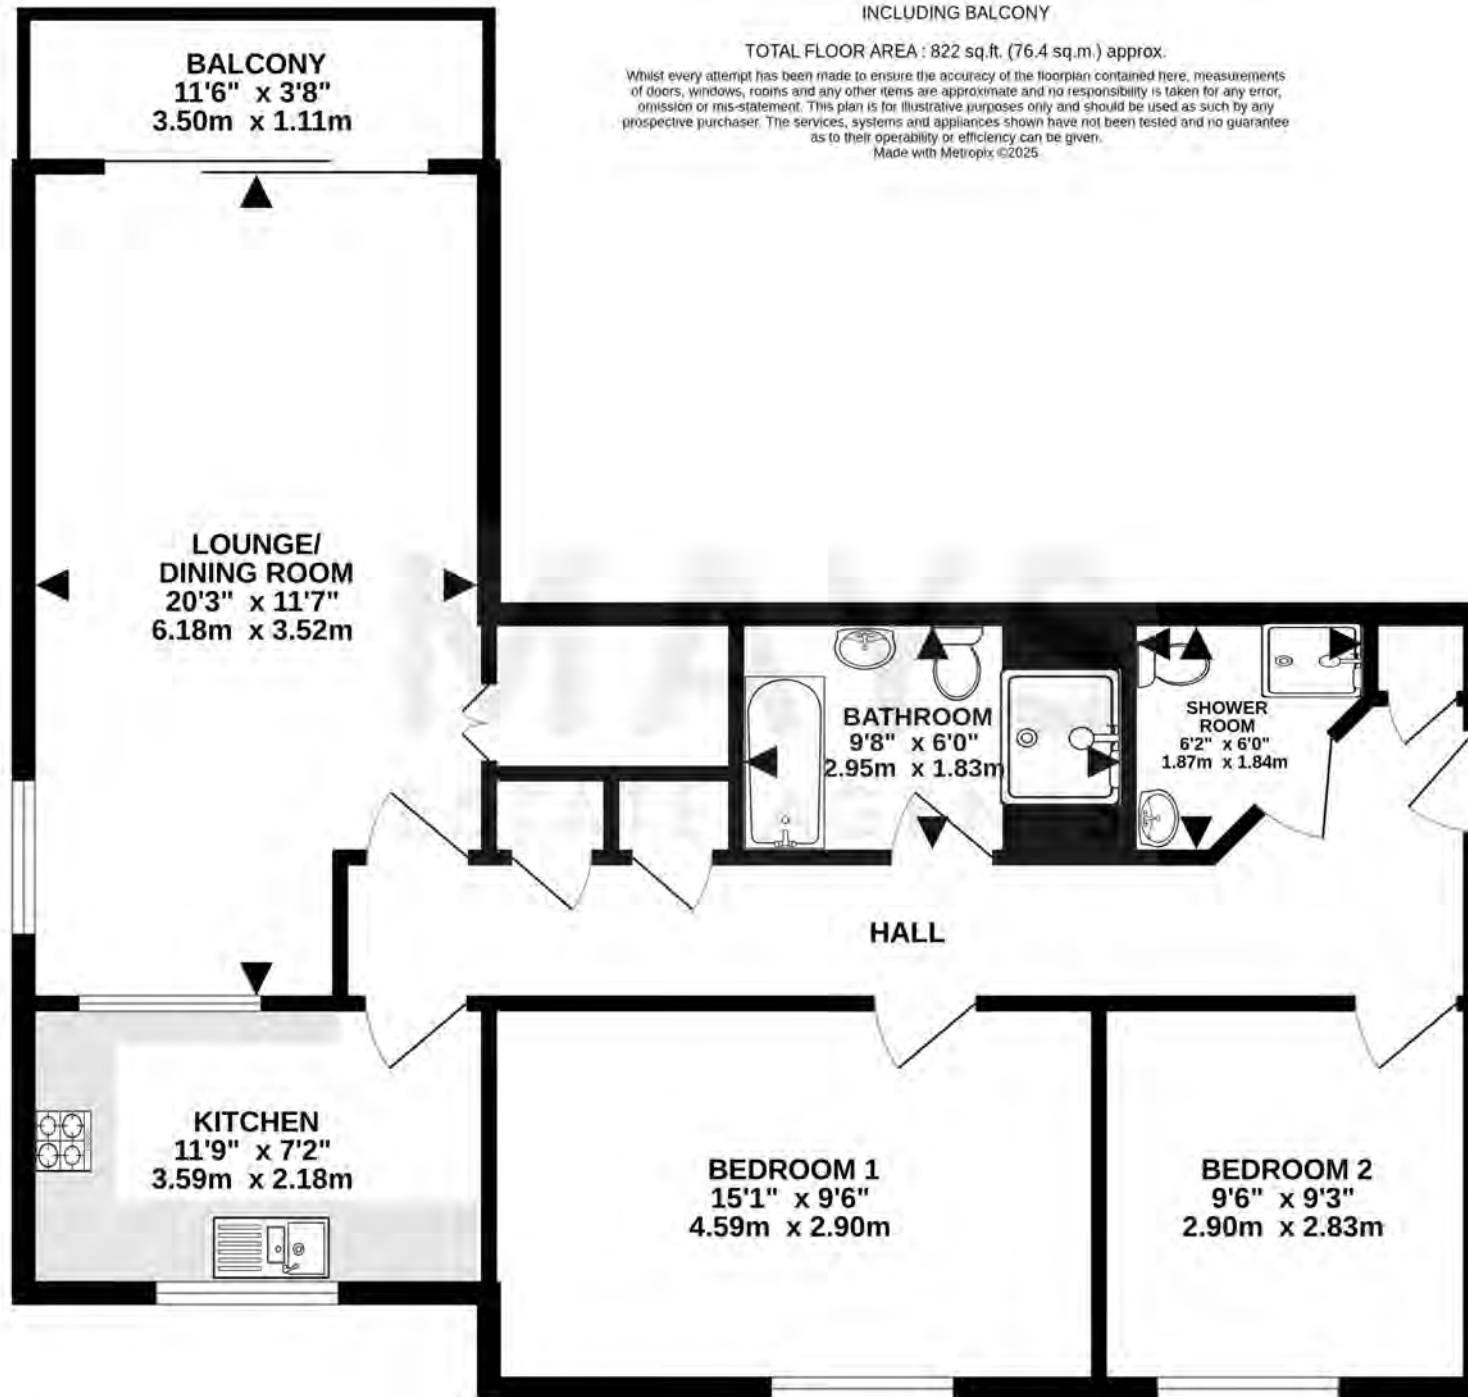 INCLUDING BALCONY
TOTAL FLOOR AREA : 822 sq.ft. (76.4 sq.m.) approx.
Whilst every attempt has been made to ensure the accuracy of the floorplan contained here, measurements
of doors, windows, rooms and any other items are approximate and no responsibility is taken for any error,
omission or mis-statement. This plan is for illustrative purposes only and should be used as such by any
prospective purchaser. The services, systems and appliances shown have not been tested and no guarantee
as to their operability or efficiency can be given.
Made with Metropix ©2025
BALCONY
11'6" x 3'8"
3.50m x 1.11m
LOUNGE/
DINING ROOM
20'3" x 11'7"
6.18m x 3.52m
BATHROOM
9'8" x 6'0"
2.95m x 1.83m
SHOWER
ROOM
6'2" x 6'0"
1.87m x 1.84m
HALL
KITCHEN
11'9" x 7'2"
3.59m x 2.18m
BEDROOM 1
15'1" x 9'6"
4.59m x 2.90m
BEDROOM 2
9'6" x 9'3"
2.90m x 2.83m